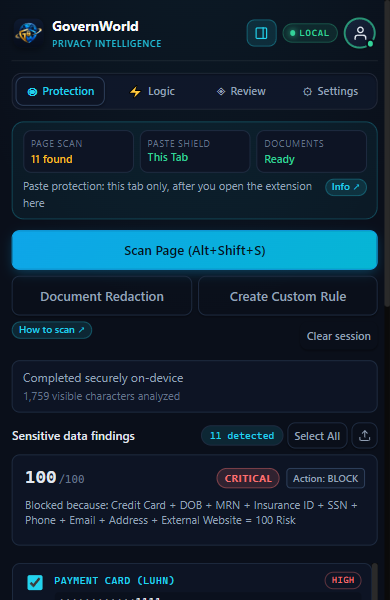 GovernWorld
PRIVACY INTELLIGENCE
LOCAL
Protection
Logic
Review
Settings
PAGE SCAN
11 found
PASTE SHIELD
This Tab
DOCUMENTS
Ready
Paste protection: this tab only, after you open the extension
here
Info ↗
Scan Page (Alt+Shift+S)
Document Redaction
Create Custom Rule
How to scan ↗
Clear session
Completed securely on-device
1,759 visible characters analyzed
Sensitive data findings
11 detected
Select All
100/100
CRITICAL
Action: BLOCK
Blocked because: Credit Card + DOB + MRN + Insurance ID + SSN +
Phone + Email + Address + External Website = 100 Risk
PAYMENT CARD (LUHN)
HIGH